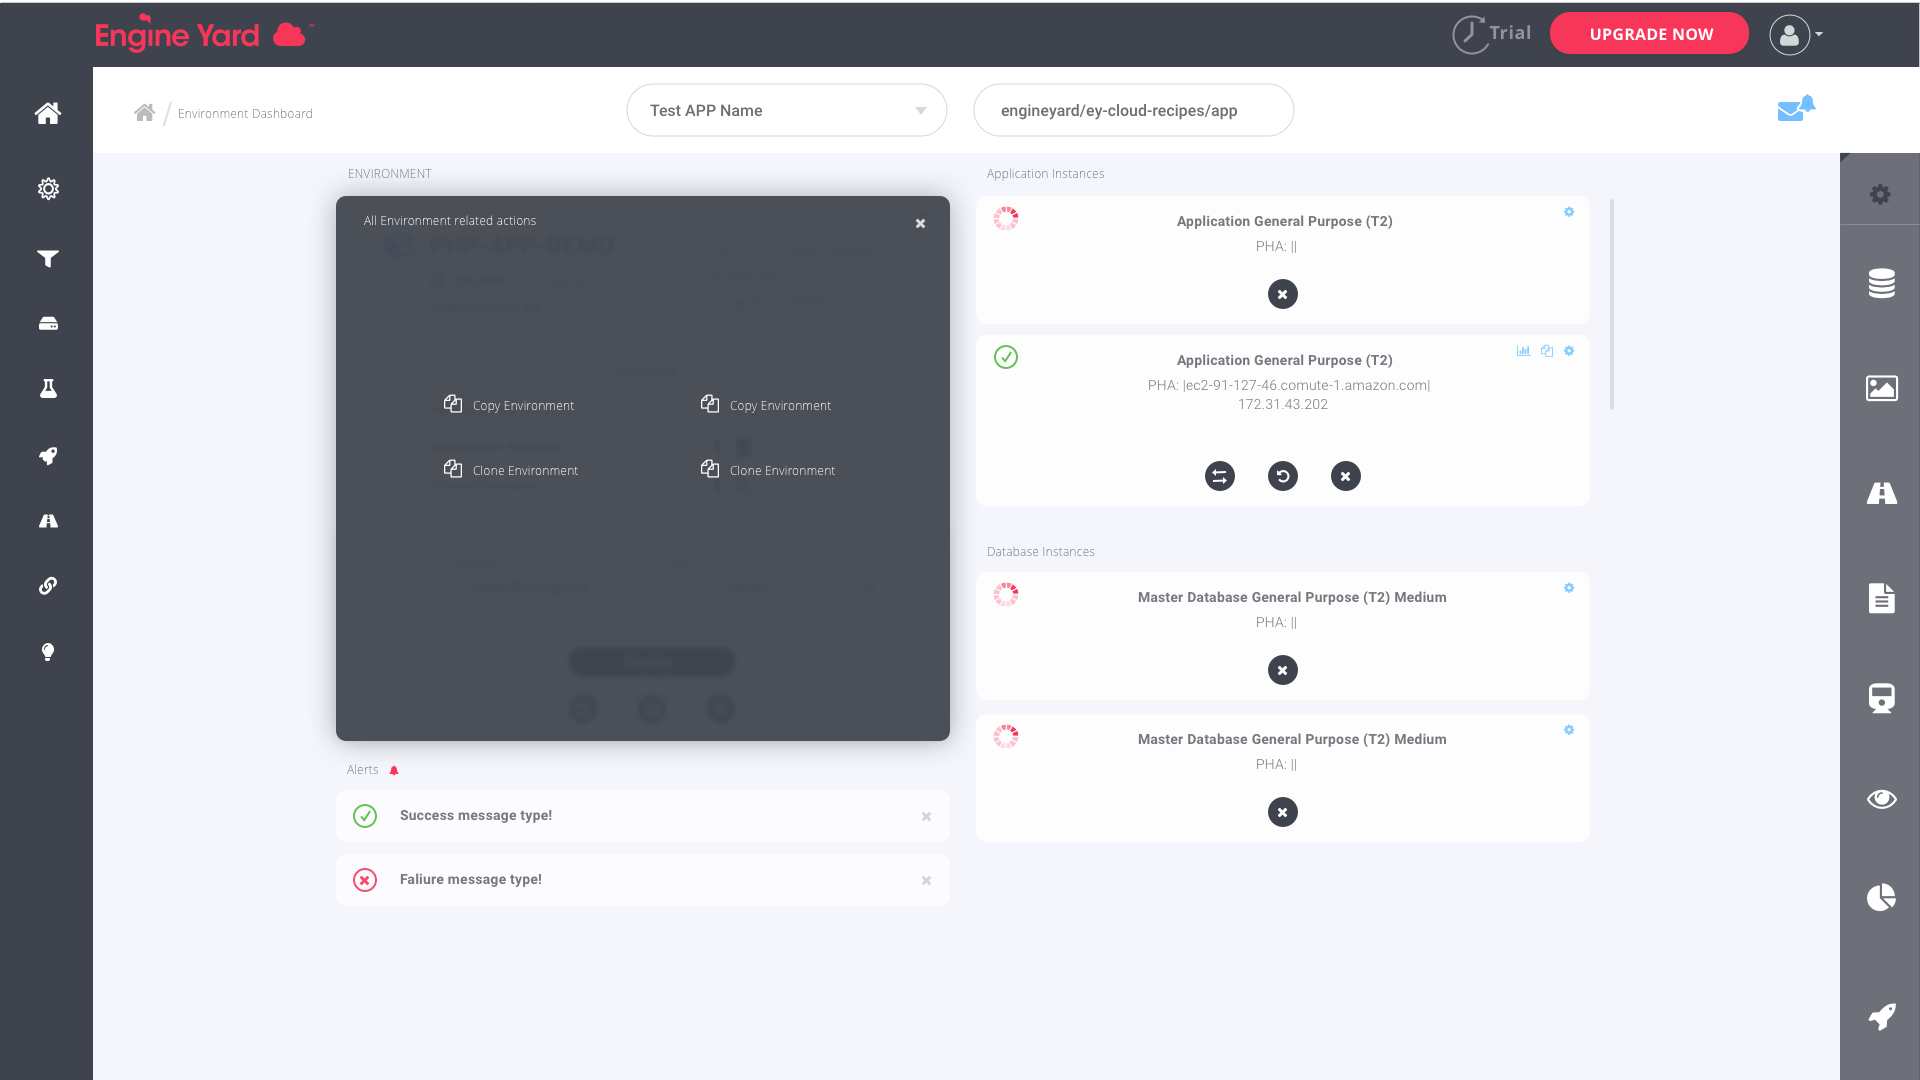 Engine Yard
Trial
UPGRADE NOW
Environment Dashboard
Test APP Name
engineyard/ey-cloud-recipes/app
ENVIRONMENT
All Environment related actions
PHP-APP-DEMO
Copy Environment
Copy Environment
Clone Environment
Clone Environment
Alerts
Success message type!
Faliure message type!
Application Instances
Application General Purpose (T2)
PHA: ||
Application General Purpose (T2)
PHA: |ec2-91-127-46.comute-1.amazon.com|
172.31.43.202
Database Instances
Master Database General Purpose (T2) Medium
PHA: ||
Master Database General Purpose (T2) Medium
PHA: ||